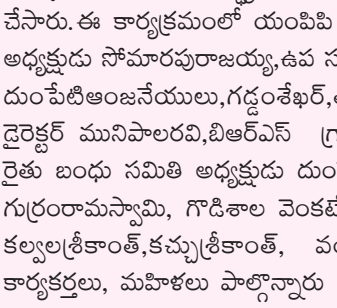 చేసారు. ఈ కార్యక్రమంలో యంపిపి
అధ్యక్షుడు సోమారపురాజయ్య,ఉప స
దుంపేటిఆంజనేయులు,గడ్డంశేఖర్,
డైరెక్టర్ మునిపాలరవి,బిఆర్ఎస్ గ్ర
రైతు బంధు సమితి అధ్యక్షుడు దుం
గుర్రంరామస్వామి, గొడిశాల వెంకటే
కల్వలశ్రీకాంత్,కచ్చుశ్రీకాంత్, వం
కార్యకర్తలు, మహిళలు పాల్గొన్నారు